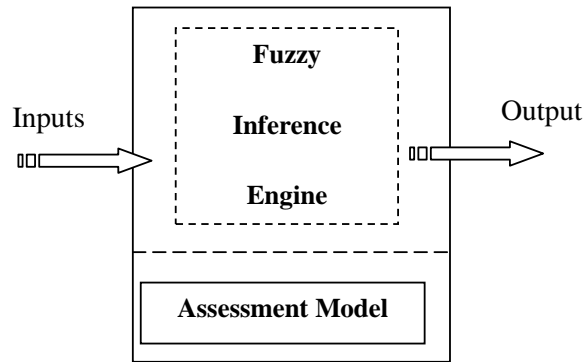 Fuzzy
Inputs
Inference
Output
Engine
Assessment Model